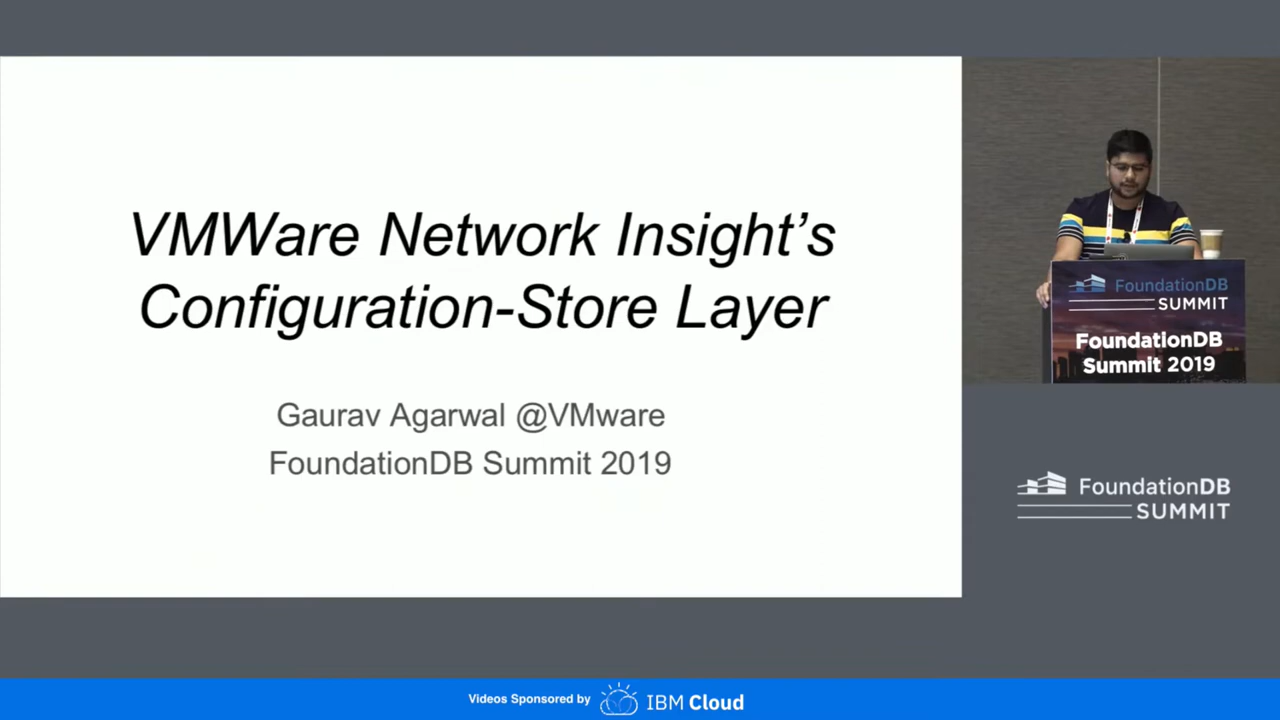 VMWare Network Insight's
Configuration-Store Layer
Gaurav Agarwal @VMware
FoundationDB Summit 2019
FoundationDB
SUMMIT
FoundationDB
Summit 2019
FoundationDB
SUMMIT
Videos Sponsored by IBM Cloud